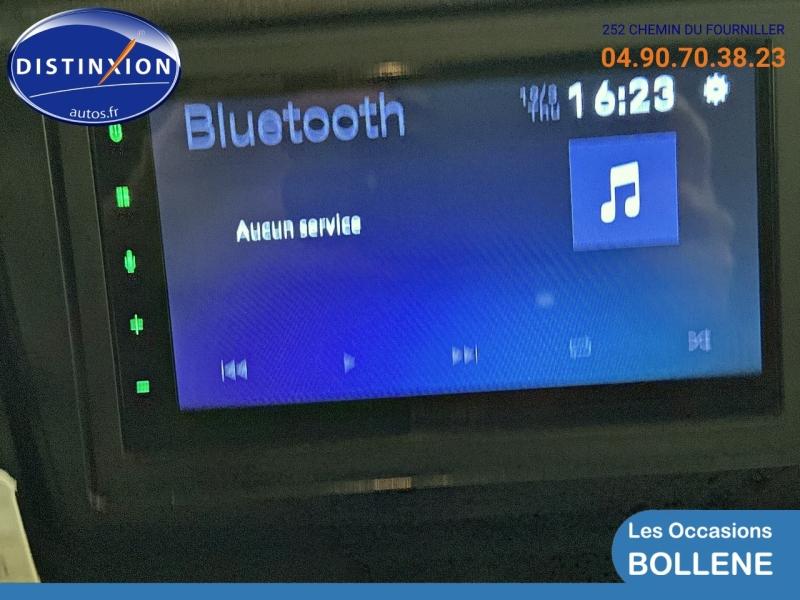 DISTINXION
autos.fr
252 CHEMIN DU FOURNILLER
04.90.70.38.23
Bluetooth
Thu
16:23
Aucun service
Les Occasions
BOLLENE